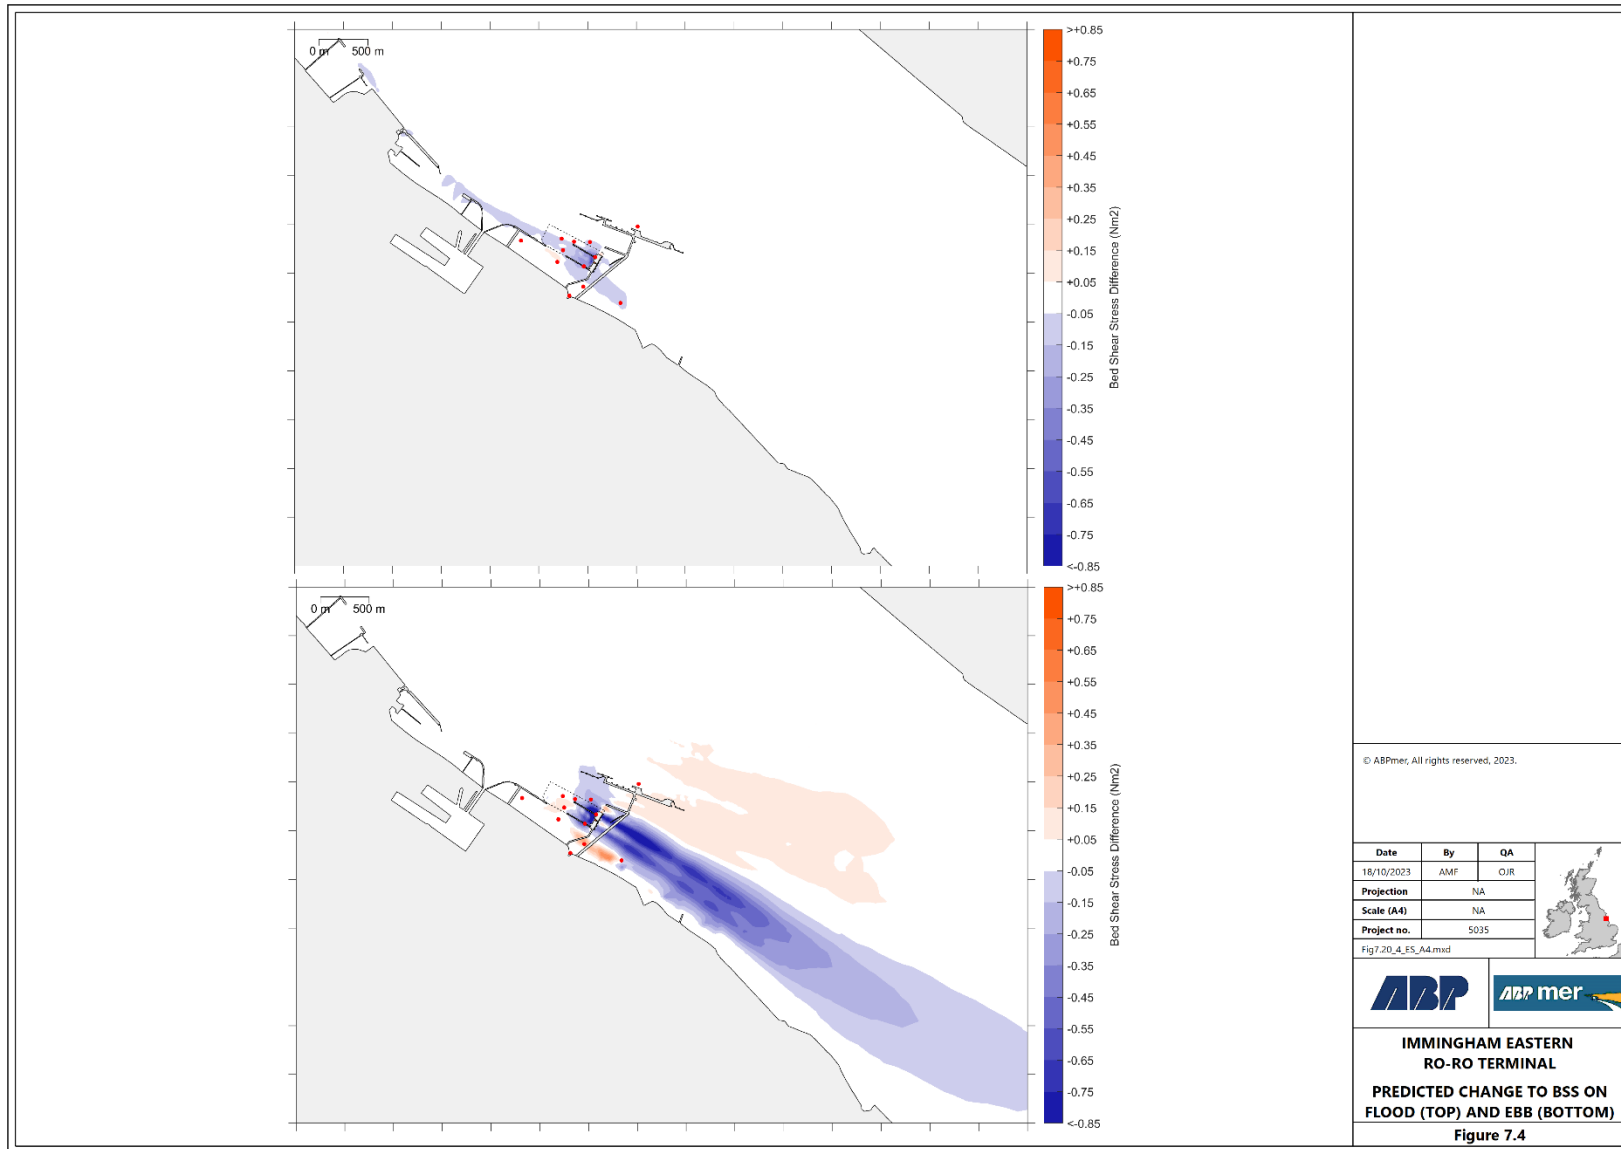 0 m 500 m
>+0.85
+0.75
+0.65
+0.55
+0.45
+0.35
+0.25
+0.15
+0.05
-0.05
-0.15
-0.25
-0.35
-0.45
-0.55
-0.65
-0.75
<-0.85
Bed Shear Stress Difference (Nm2)
0 m 500 m
>+0.85
+0.75
+0.65
+0.55
+0.45
+0.35
+0.25
+0.15
+0.05
-0.05
-0.15
-0.25
-0.35
-0.45
-0.55
-0.65
-0.75
<-0.85
Bed Shear Stress Difference (Nm2)
© ABPmer, All rights reserved, 2023.
Date By QA
18/10/2023 AMF OJR
Projection NA
Scale (A4) NA
Project no. 5035
Fig7.20_4_ES_A4.mxd
ABP
ABP mer
IMMINGHAM EASTERN
RO-RO TERMINAL
PREDICTED CHANGE TO BSS ON
FLOOD (TOP) AND EBB (BOTTOM)
Figure 7.4